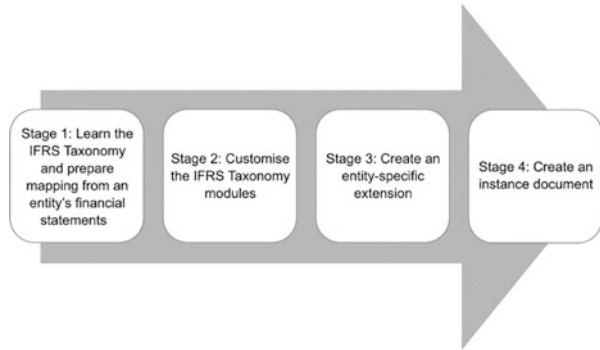 Stage 1: Learn the
IFRS Taxonomy
and prepare
mapping from an
entity's financial
statements
Stage 2: Customise
the IFRS Taxonomy
modules
Stage 3: Create an
entity-specific
extension
Stage 4: Create an
instance document